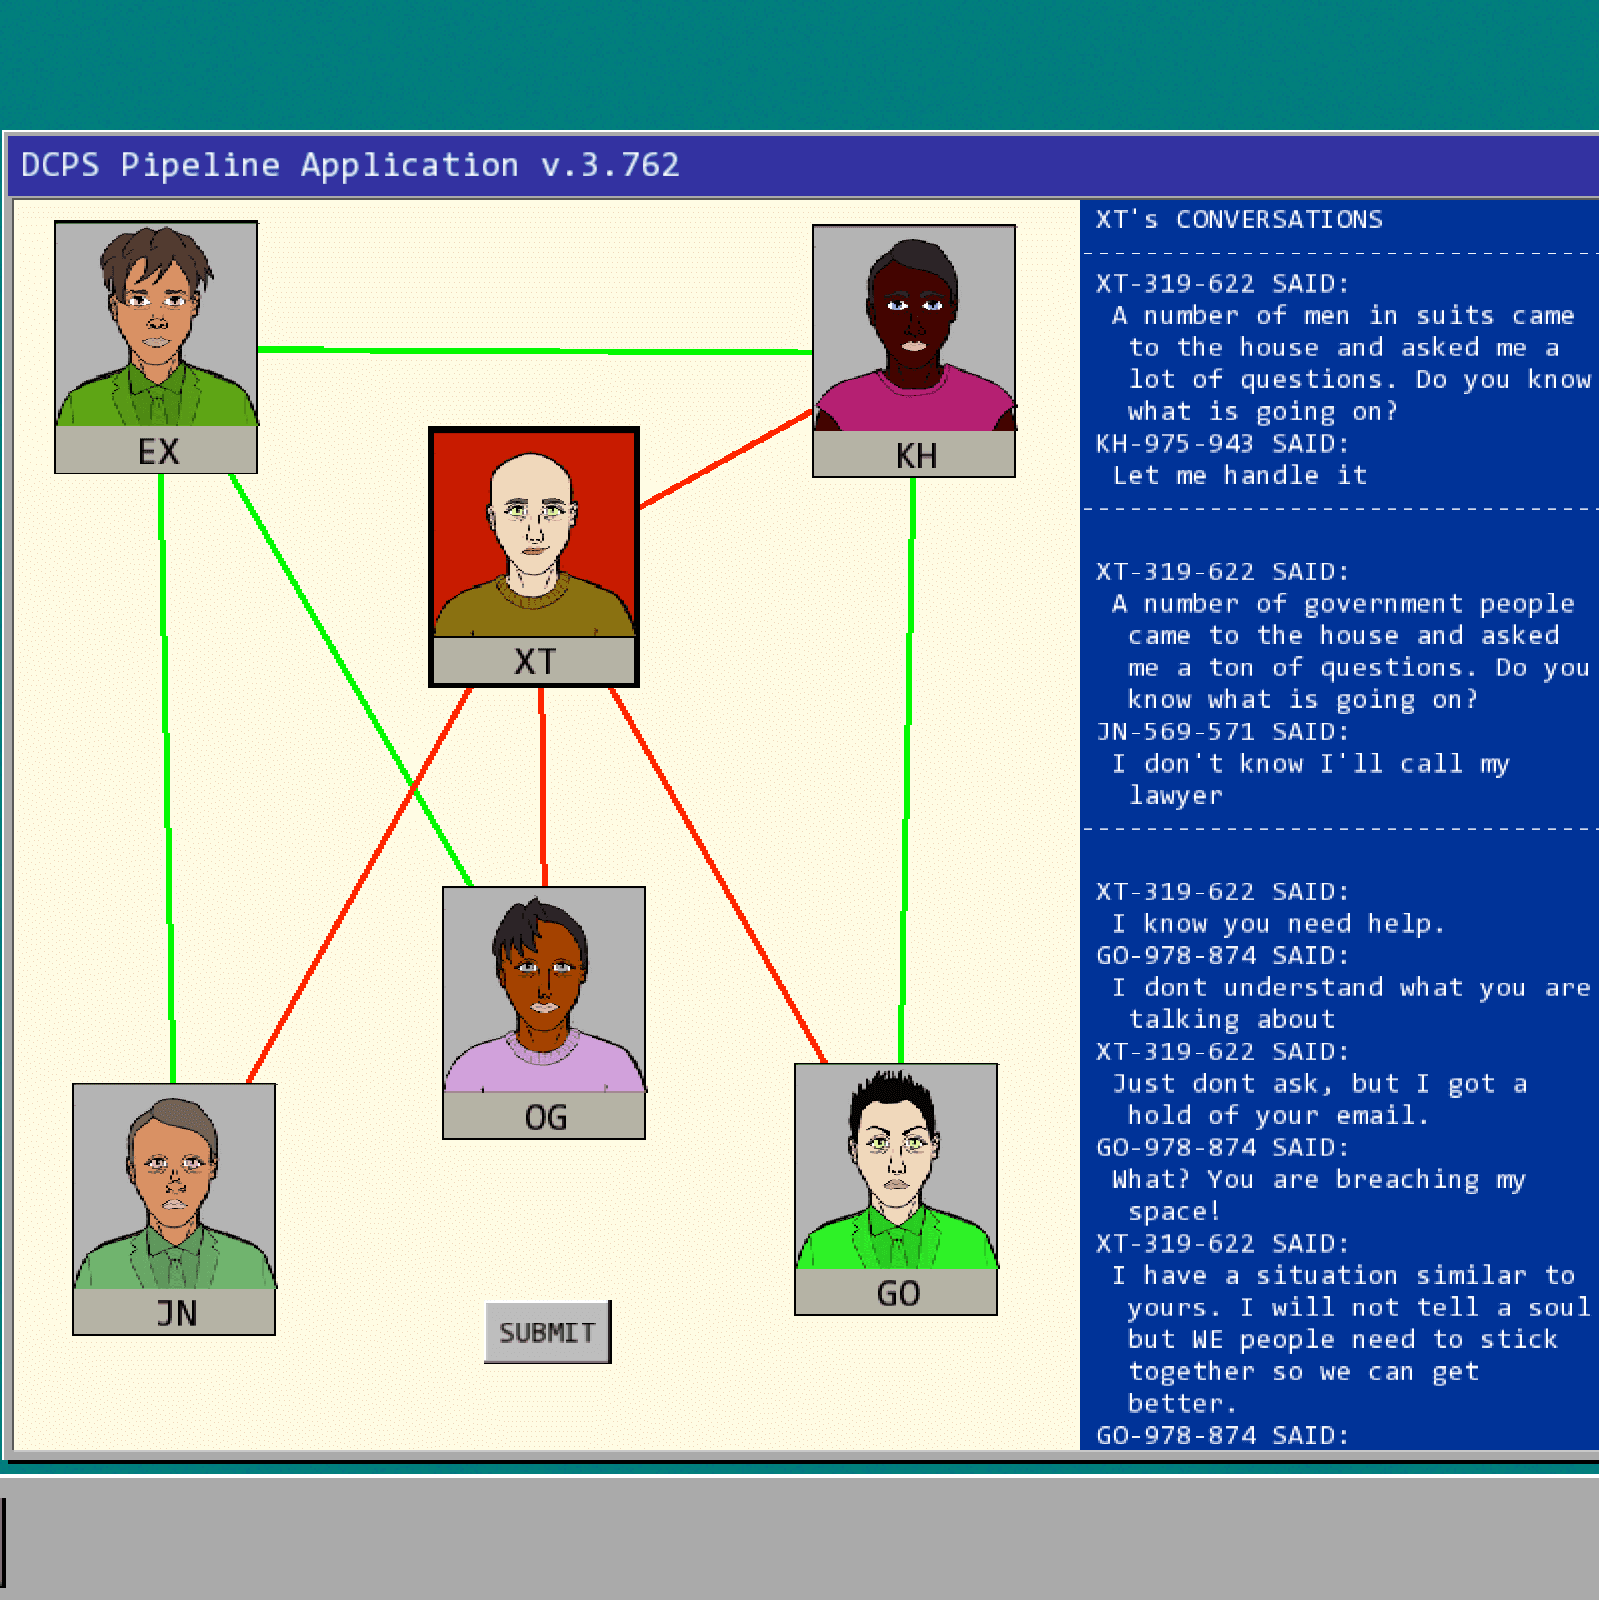 DCPS Pipeline Application v.3.762
EX
KH
XT
OG
JN
GO
SUBMIT
XT's CONVERSATIONS
XT-319-622 SAID:
A number of men in suits came
to the house and asked me a
lot of questions. Do you know
what is going on?
KH-975-943 SAID:
Let me handle it
XT-319-622 SAID:
A number of government people
came to the house and asked
me a ton of questions. Do you
know what is going on?
JN-569-571 SAID:
I don't know I'll call my
lawyer
XT-319-622 SAID:
I know you need help.
GO-978-874 SAID:
I dont understand what you are
talking about
XT-319-622 SAID:
Just dont ask, but I got a
hold of your email.
GO-978-874 SAID:
What? You are breaching my
space!
XT-319-622 SAID:
I have a situation similar to
yours. I will not tell a soul
but WE people need to stick
together so we can get
better.
GO-978-874 SAID: